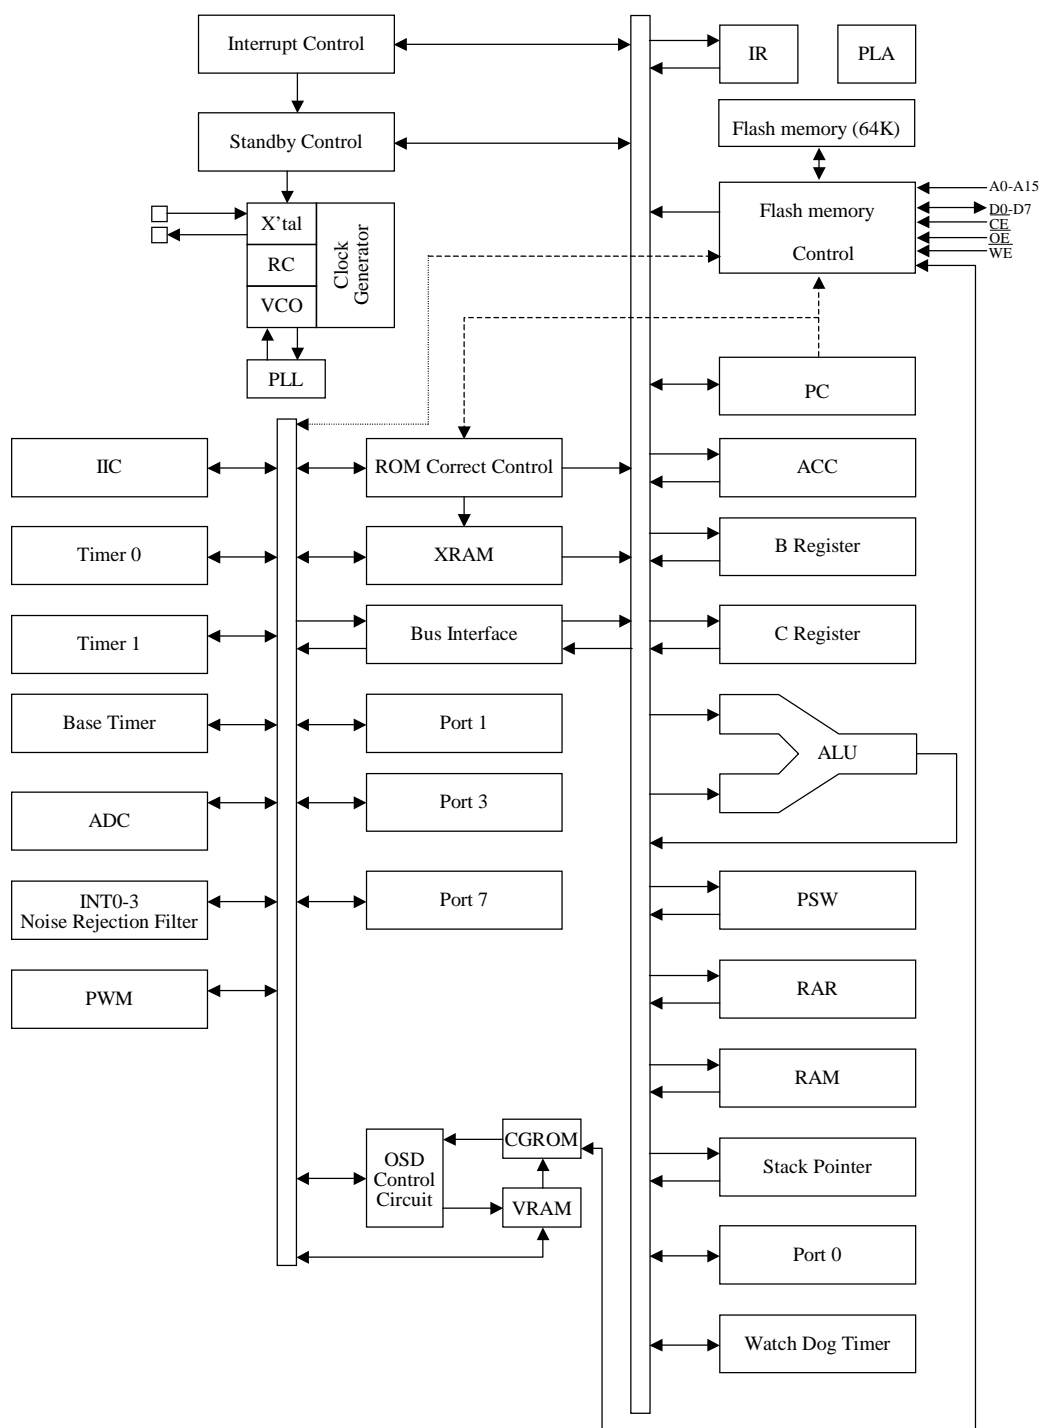 Interrupt Control
IR
PLA
Flash memory (64K)
Standby Control
A0-A15
Flash memory
Control
D0-D7
CE
OE
WE
X'tal
RC
VCO
Clock
Generator
PLL
PC
IIC
ROM Correct Control
ACC
Timer 0
XRAM
B Register
Timer 1
Bus Interface
C Register
Base Timer
Port 1
ALU
ADC
Port 3
INT0-3
Noise Rejection Filter
Port 7
PSW
PWM
RAR
RAM
OSD
Control
Circuit
CGROM
VRAM
Stack Pointer
Port 0
Watch Dog Timer